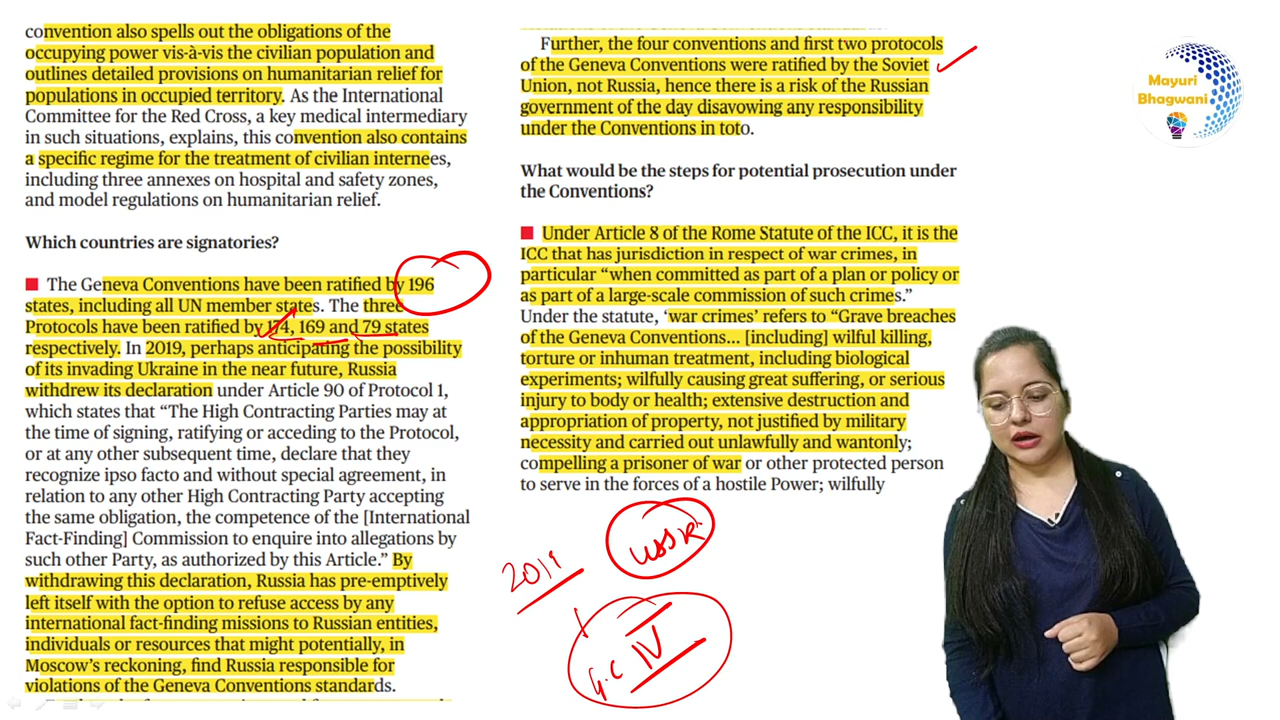 convention also spells out the obligations of the
occupying power vis-à-vis the civilian population and
outlines detailed provisions on humanitarian relief for
populations in occupied territory. As the International
Committee for the Red Cross, a key medical intermediary
in such situations, explains, this convention also contains
a specific regime for the treatment of civilian internees,
including three annexes on hospital and safety zones,
and model regulations on humanitarian relief.
Which countries are signatories?
The Geneva Conventions have been ratified by 196
states, including all UN member states. The three
Protocols have been ratified by 174, 169 and 79 states
respectively. In 2019, perhaps anticipating the possibility
of its invading Ukraine in the near future, Russia
withdrew its declaration under Article 90 of Protocol 1,
which states that “The High Contracting Parties may at
the time of signing, ratifying or acceding to the Protocol,
or at any other subsequent time, declare that they
recognize ipso facto and without special agreement, in
relation to any other High Contracting Party accepting
the same obligation, the competence of the [International
Fact-Finding] Commission to enquire into allegations by
such other Party, as authorized by this Article.” By
withdrawing this declaration, Russia has pre-emptively
left itself with the option to refuse access by any
international fact-finding missions to Russian entities,
individuals or resources that might potentially, in
Moscow’s reckoning, find Russia responsible for
violations of the Geneva Conventions standards.
Further, the four conventions and first two protocols
of the Geneva Conventions were ratified by the Soviet
Union, not Russia, hence there is a risk of the Russian
government of the day disavowing any responsibility
under the Conventions in toto.
What would be the steps for potential prosecution under
the Conventions?
Under Article 8 of the Rome Statute of the ICC, it is the
ICC that has jurisdiction in respect of war crimes, in
particular “when committed as part of a plan or policy or
as part of a large-scale commission of such crimes.”
Under the statute, ‘war crimes’ refers to “Grave breaches
of the Geneva Conventions... [including] wilful killing,
torture or inhuman treatment, including biological
experiments; wilfully causing great suffering, or serious
injury to body or health; extensive destruction and
appropriation of property, not justified by military
necessity and carried out unlawfully and wantonly;
compelling a prisoner of war or other protected person
to serve in the forces of a hostile Power; wilfully
2019
USSR
G.C IV
Mayuri
Bhagwani